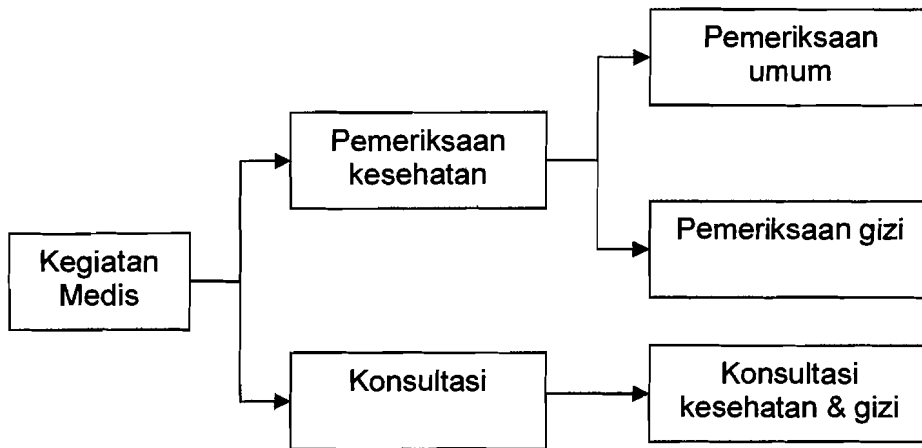 Pemeriksaan
umum
Pemeriksaan
kesehatan
Pemeriksaan gizi
Kegiatan
Medis
Konsultasi
Konsultasi
kesehatan & gizi